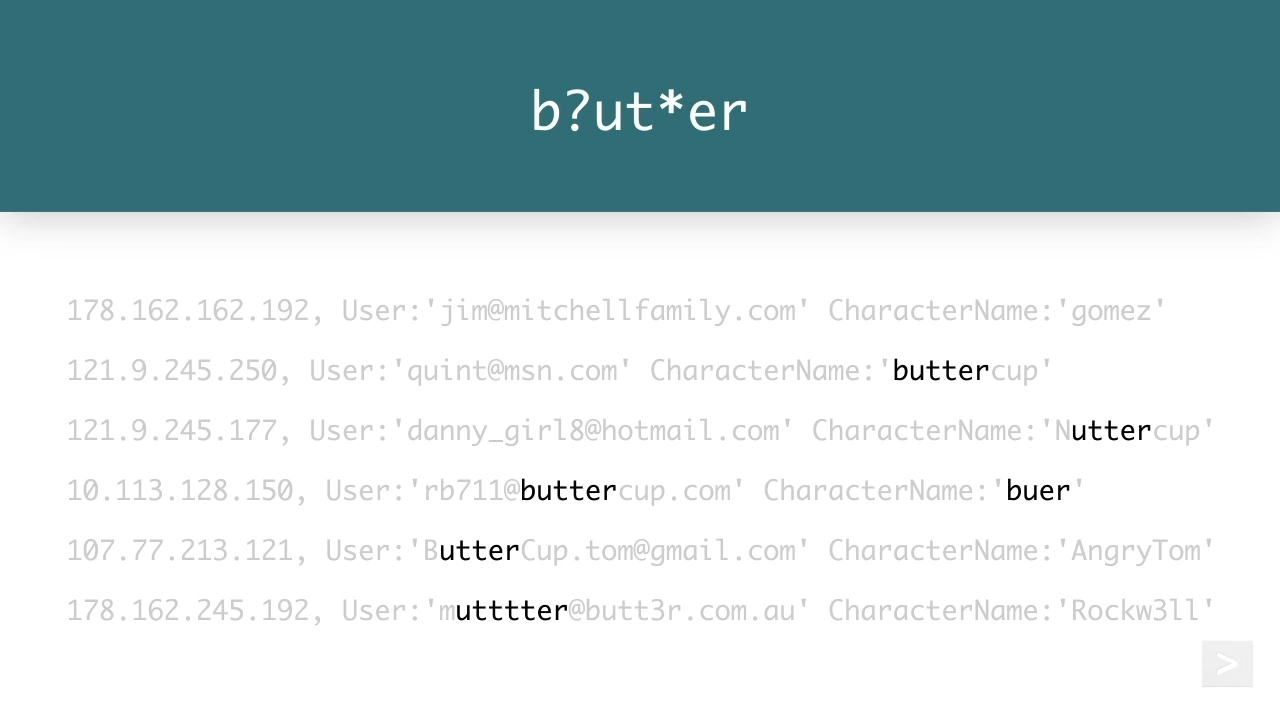 b?ut*er
178.162.162.192, User:'jim@mitchellfamily.com' CharacterName:'gomez'
121.9.245.250, User:'quint@msn.com' CharacterName:'buttercup'
121.9.245.177, User:'danny_girl8@hotmail.com' CharacterName:'Nuttercup'
10.113.128.150, User:'rb711@buttercup.com' CharacterName:'buer'
107.77.213.121, User:'ButterCup.tom@gmail.com' CharacterName:'AngryTom'
178.162.245.192, User:'muttttter@butt3r.com.au' CharacterName:'Rockw3ll'
>